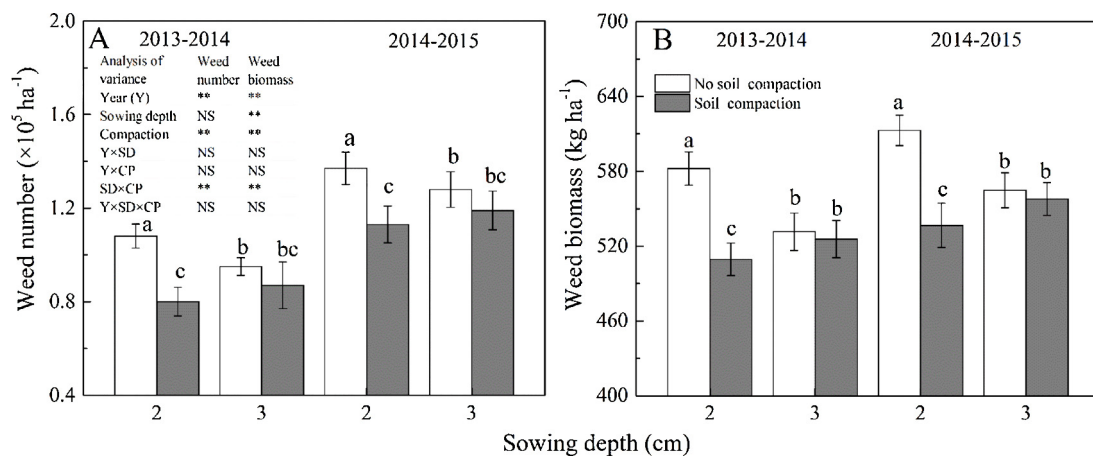 A
2013-2014
2014-2015
Analysis of variance Weed number Weed biomass
Year (Y) ** **
Sowing depth NS **
Compaction ** **
Y×SD NS NS
Y×CP NS NS
SD×CP ** **
Y×SD×CP NS NS
2.0
1.6
1.2
0.8
0.4
Weed number (×10⁵ ha⁻¹)
a
c
b
bc
a
c
b
bc
2
3
2
3
B
2013-2014
2014-2015
No soil compaction
Soil compaction
700
640
580
520
460
400
Weed biomass (kg ha⁻¹)
a
c
b
b
a
c
b
b
2
3
2
3
Sowing depth (cm)